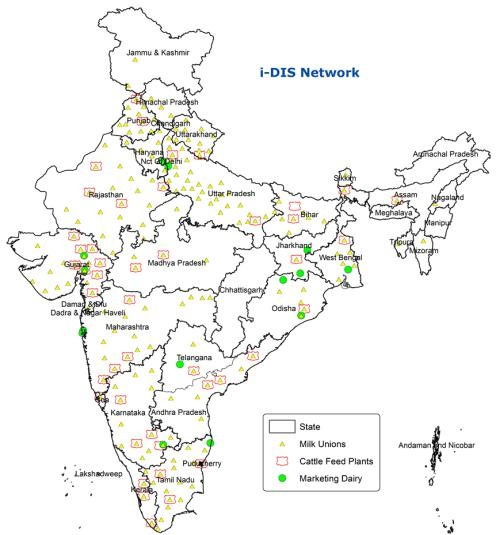 Jammu & Kashmir
i-DIS Network
Himachal Pradesh
Punjab
Chandigarh
Uttarakhand
Haryana
Nct Of Delhi
Arunachal Pradesh
Sikkim
Rajasthan
Uttar Pradesh
Assam
Nagaland
Bihar
Meghalaya
Manipur
Jharkhand
Tripura
Mizoram
West Bengal
Gujarat
Madhya Pradesh
Chhattisgarh
Daman & Diu
Dadra & Nagar Haveli
Odisha
Maharashtra
Telangana
Goa
Karnataka
Andhra Pradesh
State
Milk Unions
Cattle Feed Plants
Marketing Dairy
Andaman and Nicobar
Puducherry
Lakshadweep
Tamil Nadu
Kerala